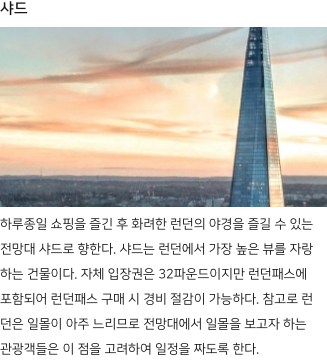 샤드
하루종일 쇼핑을 즐긴 후 화려한 런던의 야경을 즐길 수 있는
전망대 샤드로 향한다. 샤드는 런던에서 가장 높은 뷰를 자랑
하는 건물이다. 자체 입장권은 32파운드이지만 런던패스에
포함되어 런던패스 구매 시 경비 절감이 가능하다. 참고로 런
던은 일몰이 아주 느리므로 전망대에서 일몰을 보고자 하는
관광객들은 이 점을 고려하여 일정을 짜도록 한다.